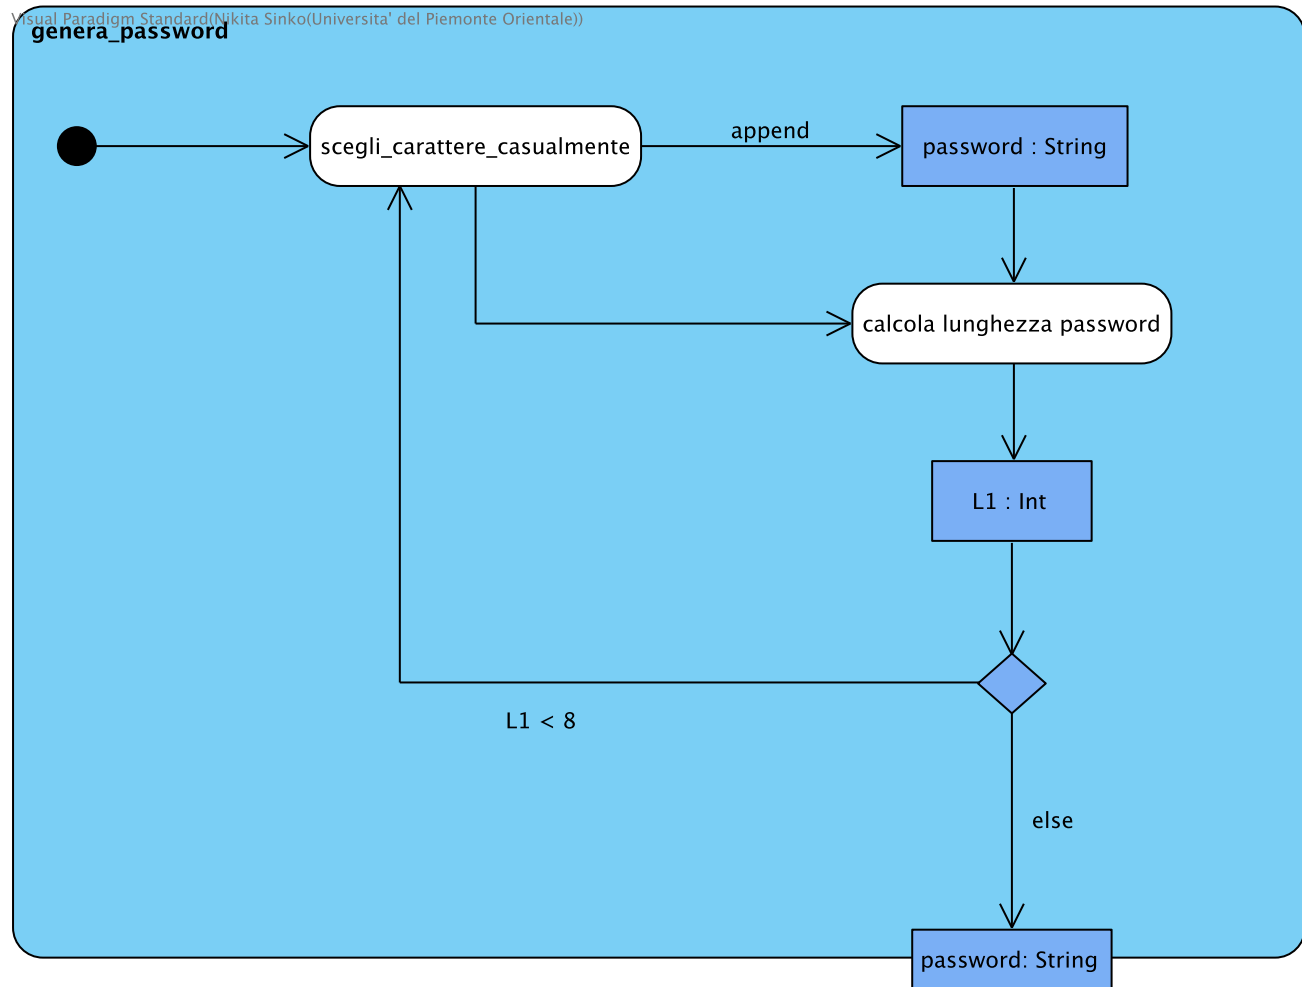 Visual Paradigm Standard(Nikita Sinko(Universita' del Piemonte Orientale))
genera_password
scegli_carattere_casualmente
append
password : String
calcola lunghezza password
L1 : Int
L1 < 8
else
password: String